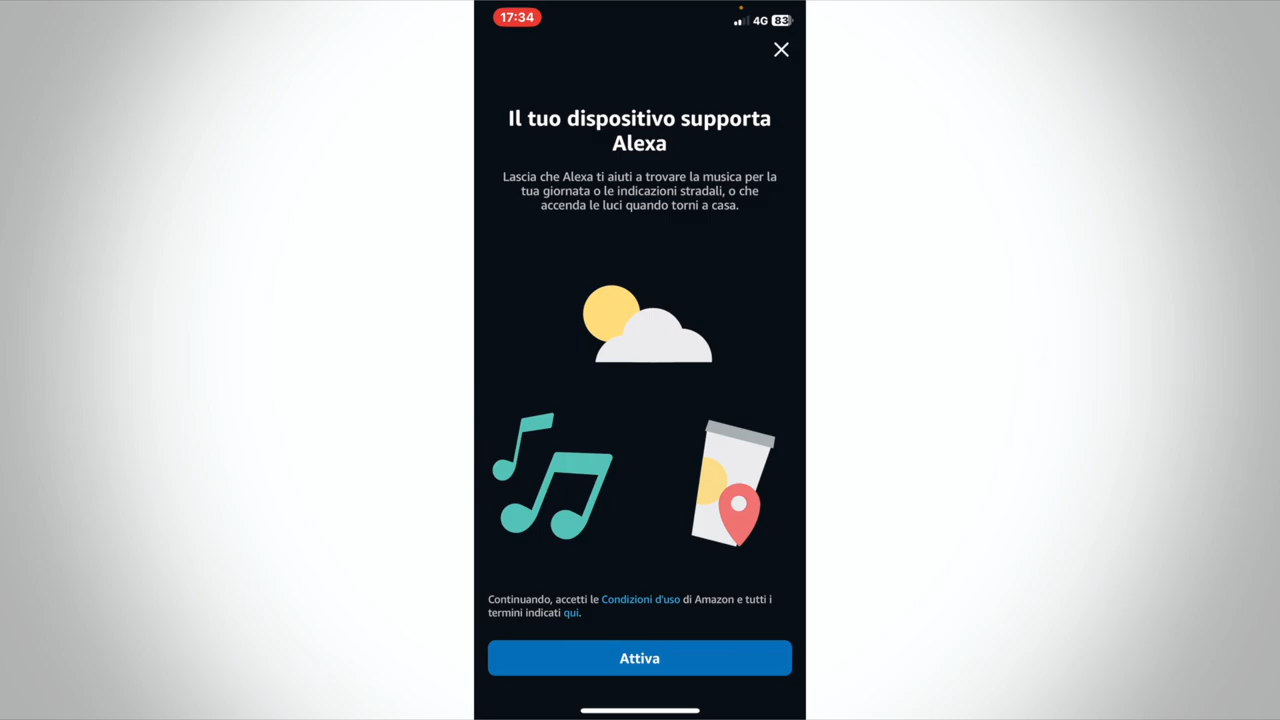 17:34
4G 83
Il tuo dispositivo supporta
Alexa
Lascia che Alexa ti aiuti a trovare la musica per la
tua giornata o le indicazioni stradali, o che
accenda le luci quando torni a casa.
Continuando, accetti le Condizioni d'uso di Amazon e tutti i
termini indicati qui.
Attiva